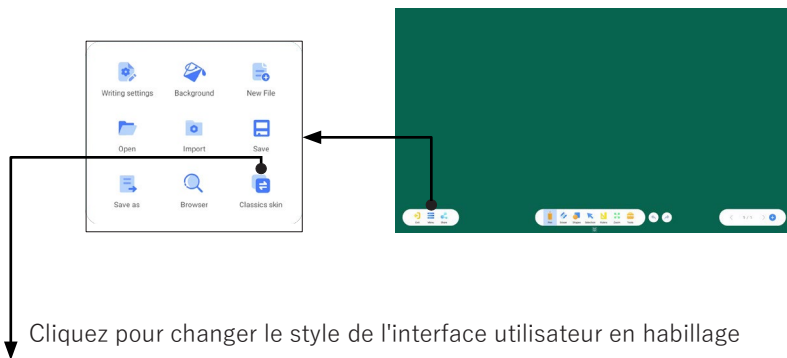 Writing settings Background New File
Open Import Save
Save as Browser Classics skin
Cliquez pour changer le style de l'interface utilisateur en habillage